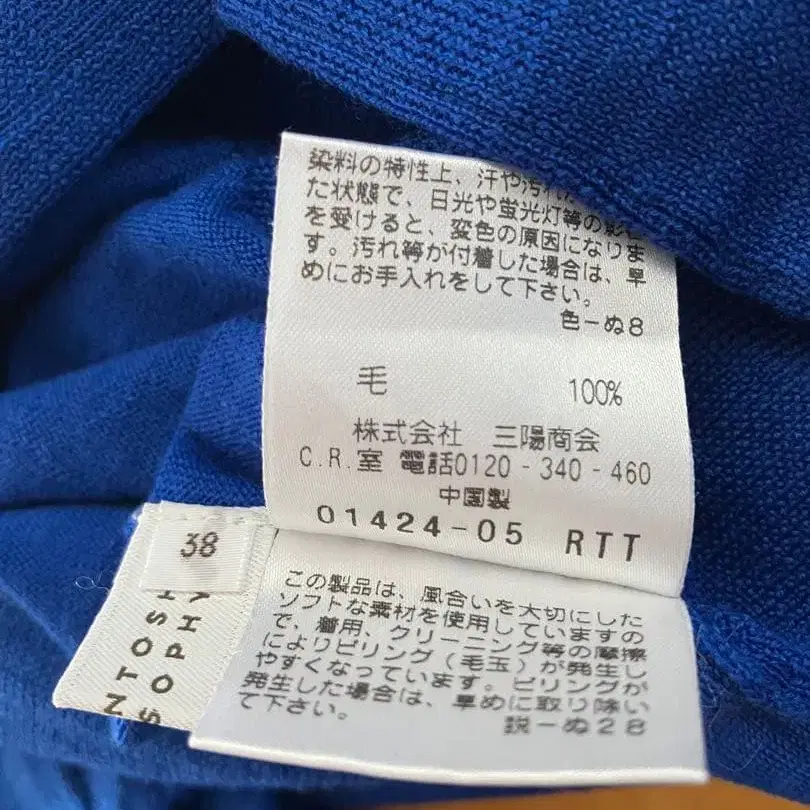 染料の特性上、汗や汚れが
た状態で、日光や蛍光灯等の影
を受けると、変色の原因になりま
す。汚れ等が付着した場合は、早
めにお手入れをして下さい。
色ーぬ8
毛 100%
株式会社 三陽商会
C.R.室 電話0120-340-460
中国製
01424-05 RTT
38
NTOSH
SOPHY
この製品は、風合いを大切にした
ソフトな素材を使用していますの
で、着用、クリーニング等の摩擦
によりピリング(毛玉)が発生し
やすくなっています。ピリングが
発生した場合は、早めに取り除い
て下さい。
説ーぬ28